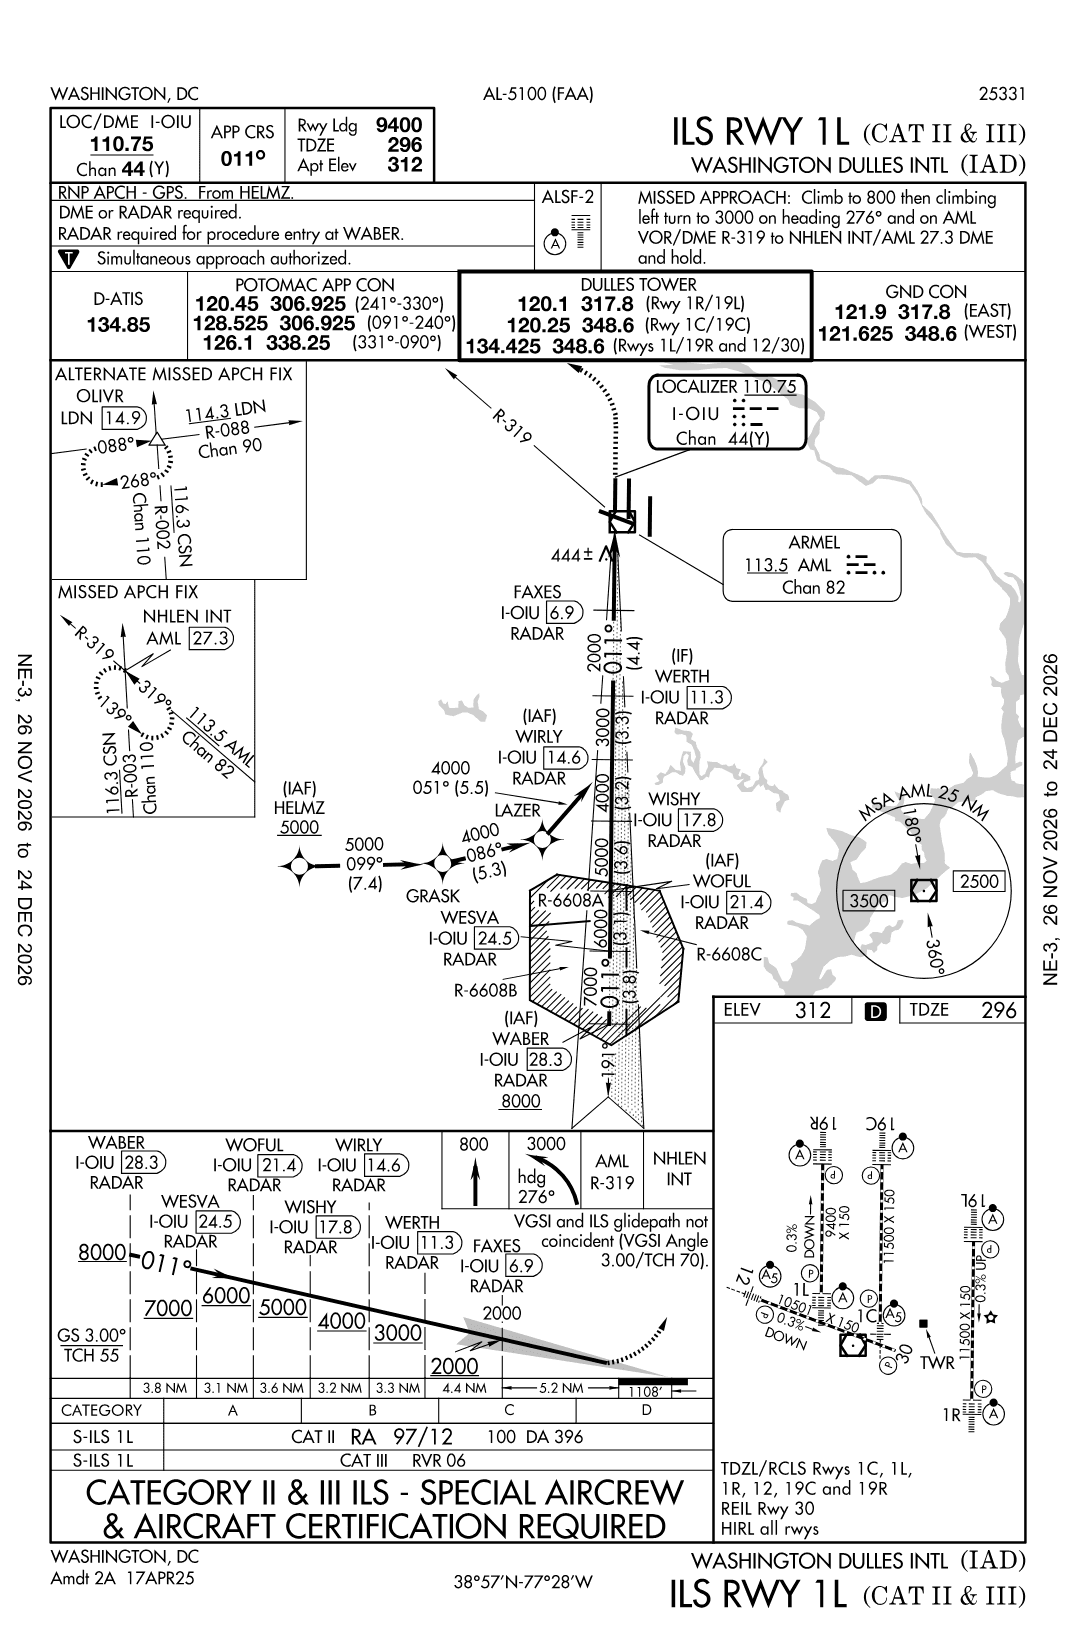 WASHINGTON, DC
AL-5100 (FAA)
25331
LOC/DME I-OIU
110.75
Chan 44 (Y)
APP CRS
011°
Rwy Ldg 9400
TDZE 296
Apt Elev 312
ILS RWY 1L (CAT II & III)
WASHINGTON DULLES INTL (IAD)
RNP APCH - GPS. From HELMZ.
DME or RADAR required.
RADAR required for procedure entry at WABER.
T Simultaneous approach authorized.
ALSF-2
A
MISSED APPROACH: Climb to 800 then climbing
left turn to 3000 on heading 276° and on AML
VOR/DME R-319 to NHLEN INT/AML 27.3 DME
and hold.
D-ATIS
134.85
POTOMAC APP CON
120.45 306.925 (241°-330°)
128.525 306.925 (091°-240°)
126.1 338.25 (331°-090°)
DULLES TOWER
120.1 317.8 (Rwy 1R/19L)
120.25 348.6 (Rwy 1C/19C)
134.425 348.6 (Rwys 1L/19R and 12/30)
GND CON
121.9 317.8 (EAST)
121.625 348.6 (WEST)
ALTERNATE MISSED APCH FIX
OLIVR
LDN 14.9
114.3 LDN
R-088
Chan 90
088°
268°
116.3 CSN
R-002
Chan 110
MISSED APCH FIX
NHLEN INT
AML 27.3
R-319
319°
139°
113.5 AML
Chan 82
116.3 CSN
R-003
Chan 110
R-319
LOCALIZER 110.75
I-OIU
Chan 44(Y)
ARMEL
113.5 AML
Chan 82
444±
FAXES
I-OIU 6.9
RADAR
2000
011°
(4.4)
(IF)
WERTH
I-OIU 11.3
RADAR
3000
(3.3)
(IAF)
WIRLY
I-OIU 14.6
RADAR
4000
(3.2)
4000
051° (5.5)
LAZER
WISHY
I-OIU 17.8
RADAR
5000
(3.6)
(IAF)
HELMZ
5000
5000
099°
(7.4)
GRASK
4000
086°
(5.3)
(IAF)
WOFUL
I-OIU 21.4
RADAR
R-6608A
6000
(3.1)
WESVA
I-OIU 24.5
RADAR
R-6608C
R-6608B
7000
011°
(3.8)
(IAF)
WABER
I-OIU 28.3
RADAR
8000
191°
MSA AML 25 NM
180°
3500
2500
360°
NE-3, 26 NOV 2026 to 24 DEC 2026
NE-3, 26 NOV 2026 to 24 DEC 2026
ELEV 312
D
TDZE 296
19R
19C
19L
A
A
A
P
P
P
0.3%
DOWN
9400
X 150
11500 X 150
0.3% UP
11500 X 150
12
A5
P
1L
A
P
1C
A5
10501 X 150
P
0.3%
DOWN
30
P
TWR
P
1R
A
TDZL/RCLS Rwys 1C, 1L,
1R, 12, 19C and 19R
REIL Rwy 30
HIRL all rwys
WABER
I-OIU 28.3
RADAR
WESVA
I-OIU 24.5
RADAR
WOFUL
I-OIU 21.4
RADAR
WISHY
I-OIU 17.8
RADAR
WIRLY
I-OIU 14.6
RADAR
WERTH
I-OIU 11.3
RADAR
FAXES
I-OIU 6.9
RADAR
800
3000
hdg
276°
AML
R-319
NHLEN
INT
VGSI and ILS glidepath not
coincident (VGSI Angle
3.00/TCH 70).
8000
011°
7000
6000
5000
4000
3000
2000
2000
GS 3.00°
TCH 55
3.8 NM
3.1 NM
3.6 NM
3.2 NM
3.3 NM
4.4 NM
5.2 NM
1108'
CATEGORY A B C D
S-ILS 1L CAT II RA 97/12 100 DA 396
S-ILS 1L CAT III RVR 06
CATEGORY II & III ILS - SPECIAL AIRCREW
& AIRCRAFT CERTIFICATION REQUIRED
WASHINGTON, DC
Amdt 2A 17APR25
38°57'N-77°28'W
WASHINGTON DULLES INTL (IAD)
ILS RWY 1L (CAT II & III)